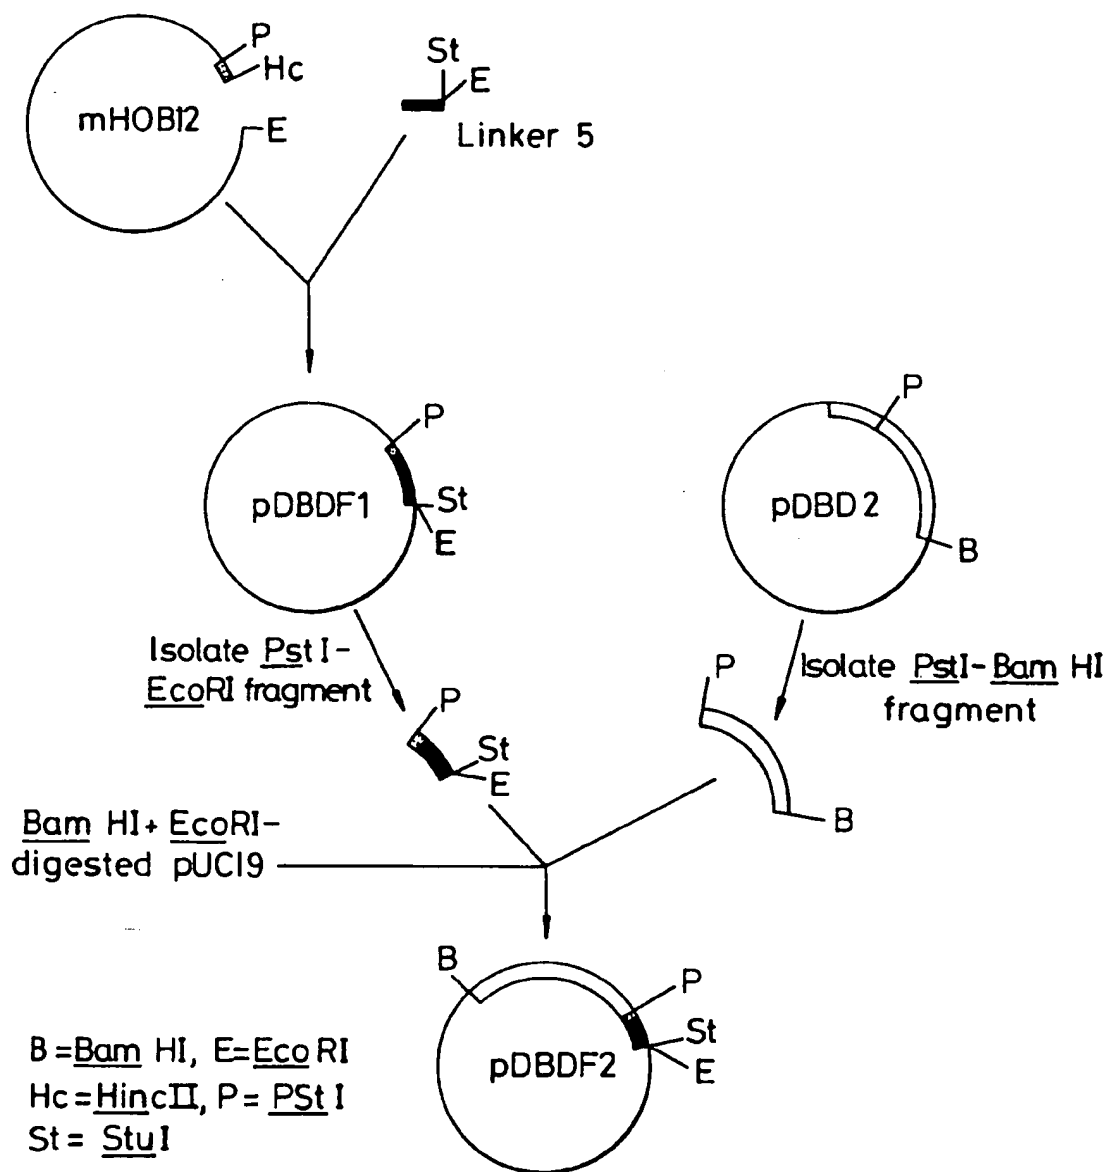 P
Hc
mHOB12
E
St
E
Linker 5
P
pDBDF1
St
E
P
pDBD2
B
Isolate PstI-
EcoRI fragment
P
St
E
P
Isolate PstI-Bam HI
fragment
B
Bam HI + EcoRI-
digested pUC19
B
P
St
E
pDBDF2
B = Bam HI, E = Eco RI
Hc = HincII, P = PSt I
St = StuI